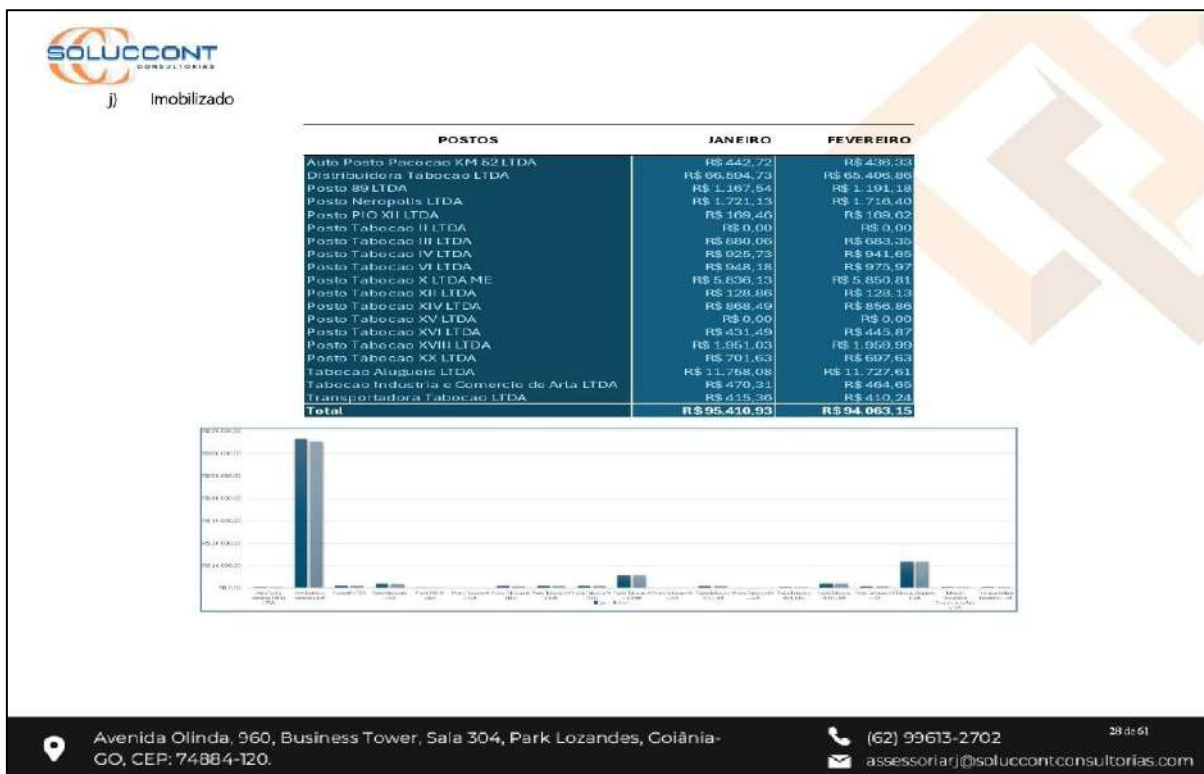 SOLUCCONT
CONSULTORIAS
j) Imobilizado
POSTOS JANEIRO FEVEREIRO
Auto Posto Pacocao KM 52 LTDA R$ 442,72 R$ 436,33
Distribuidora Tabocao LTDA R$ 66.594,73 R$ 65.406,86
Posto 89 LTDA R$ 1.167,54 R$ 1.191,18
Posto Neropolis LTDA R$ 1.721,13 R$ 1.716,40
Posto PIO XII LTDA R$ 169,46 R$ 169,62
Posto Tabocao II LTDA R$ 0,00 R$ 0,00
Posto Tabocao III LTDA R$ 680,06 R$ 683,35
Posto Tabocao IV LTDA R$ 925,73 R$ 941,65
Posto Tabocao VI LTDA R$ 948,18 R$ 975,97
Posto Tabocao X LTDA ME R$ 5.836,13 R$ 5.850,81
Posto Tabocao XII LTDA R$ 128,86 R$ 128,13
Posto Tabocao XIV LTDA R$ 868,49 R$ 856,86
Posto Tabocao XV LTDA R$ 0,00 R$ 0,00
Posto Tabocao XVI LTDA R$ 431,49 R$ 445,87
Posto Tabocao XVIII LTDA R$ 1.951,03 R$ 1.959,99
Posto Tabocao XX LTDA R$ 701,63 R$ 697,63
Tabocao Alugueis LTDA R$ 11.758,08 R$ 11.727,61
Tabocao Industria e Comercio de Arla LTDA R$ 470,31 R$ 464,65
Transportadora Tabocao LTDA R$ 415,36 R$ 410,24
Total R$ 95.410,93 R$ 94.063,15
Avenida Olinda, 960, Business Tower, Sala 304, Park Lozandes, Goiânia-
GO, CEP: 74884-120.
(62) 99613-2702
28 de 61
assessoriarj@soluccontconsultorias.com